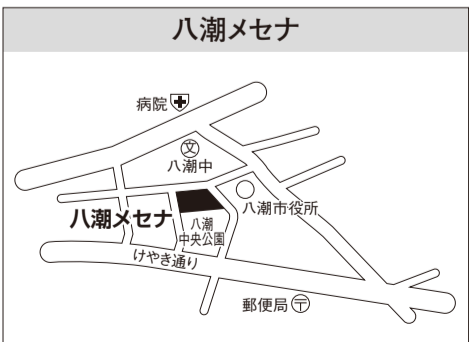 八潮メセナ
病院
文
八潮中
八潮市役所
八潮メセナ
八潮
中央公園
けやき通り
郵便局 〒